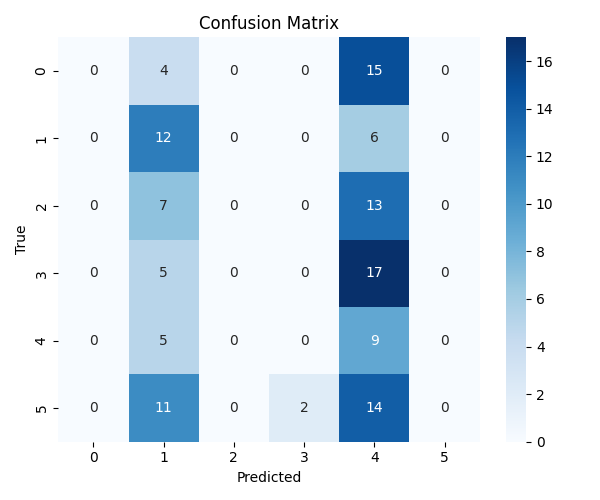 Confusion Matrix
0 0 4 0 0 15 0
1 0 12 0 0 6 0
2 0 7 0 0 13 0
3 0 5 0 0 17 0
4 0 5 0 0 9 0
5 0 11 0 2 14 0
0 1 2 3 4 5
True
Predicted
16
14
12
10
8
6
4
2
0